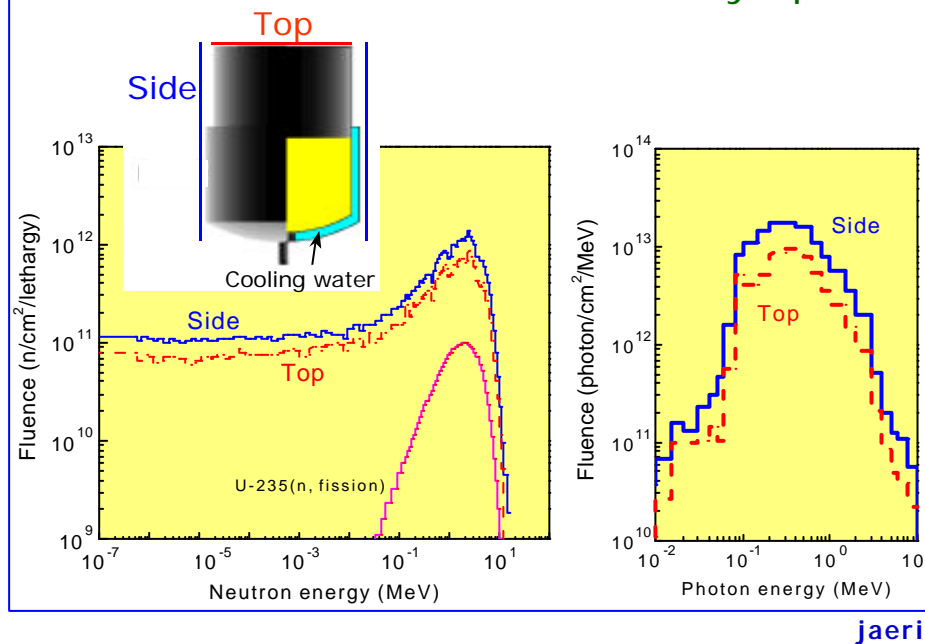 Top
Side
Cooling water
10^13
10^12
10^11
10^10
10^9
Fluence (n/cm^2/lethargy)
Side
Top
U-235(n, fission)
10^-7 10^-5 10^-3 10^-1 10^1
Neutron energy (MeV)
10^14
10^13
10^12
10^11
10^10
Fluence (photon/cm^2/MeV)
Side
Top
10^-2 10^-1 10^0 10
Photon energy (MeV)
jaeri